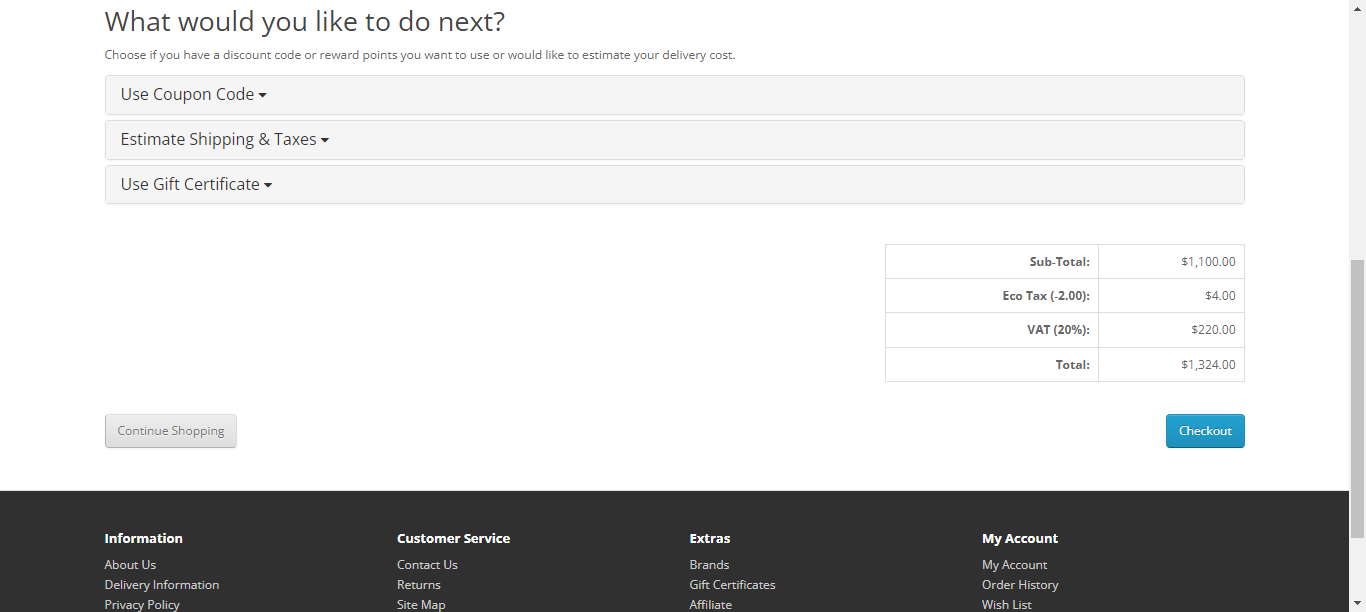 What would you like to do next?
Choose if you have a discount code or reward points you want to use or would like to estimate your delivery cost.
Use Coupon Code
Estimate Shipping & Taxes
Use Gift Certificate
Sub-Total: $1,100.00
Eco Tax (-2.00): $4.00
VAT (20%): $220.00
Total: $1,324.00
Continue Shopping Checkout
Information Customer Service Extras My Account
About Us Contact Us Brands My Account
Delivery Information Returns Gift Certificates Order History
Privacy Policy Site Map Affiliate Wish List